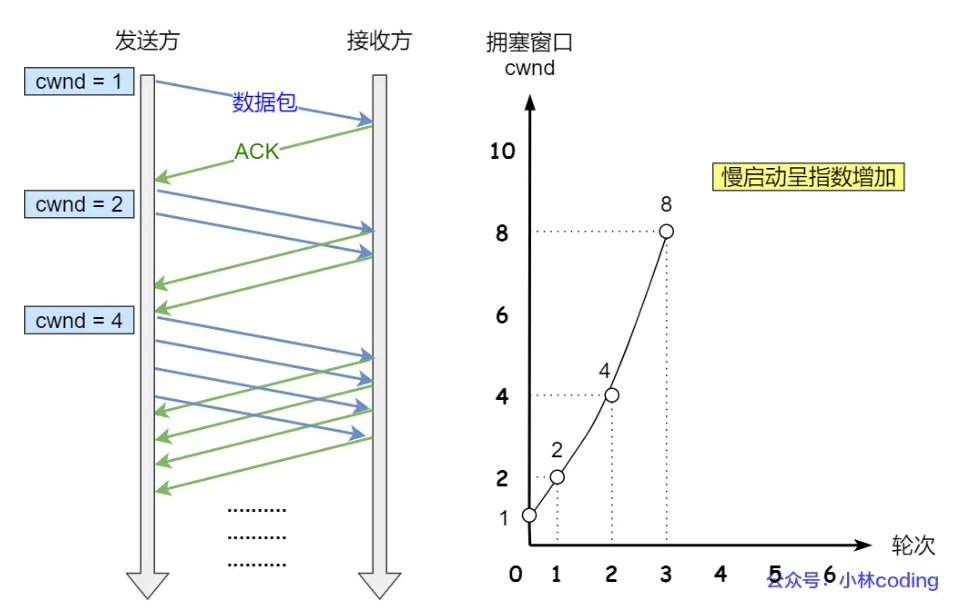 发送方
接收方
cwnd = 1
数据包
ACK
cwnd = 2
cwnd = 4
..........
..........
..........
拥塞窗口
cwnd
慢启动呈指数增加
10
8
6
4
2
1
8
4
2
0 1 2 3 4 5 6
轮次
公众号：小林coding